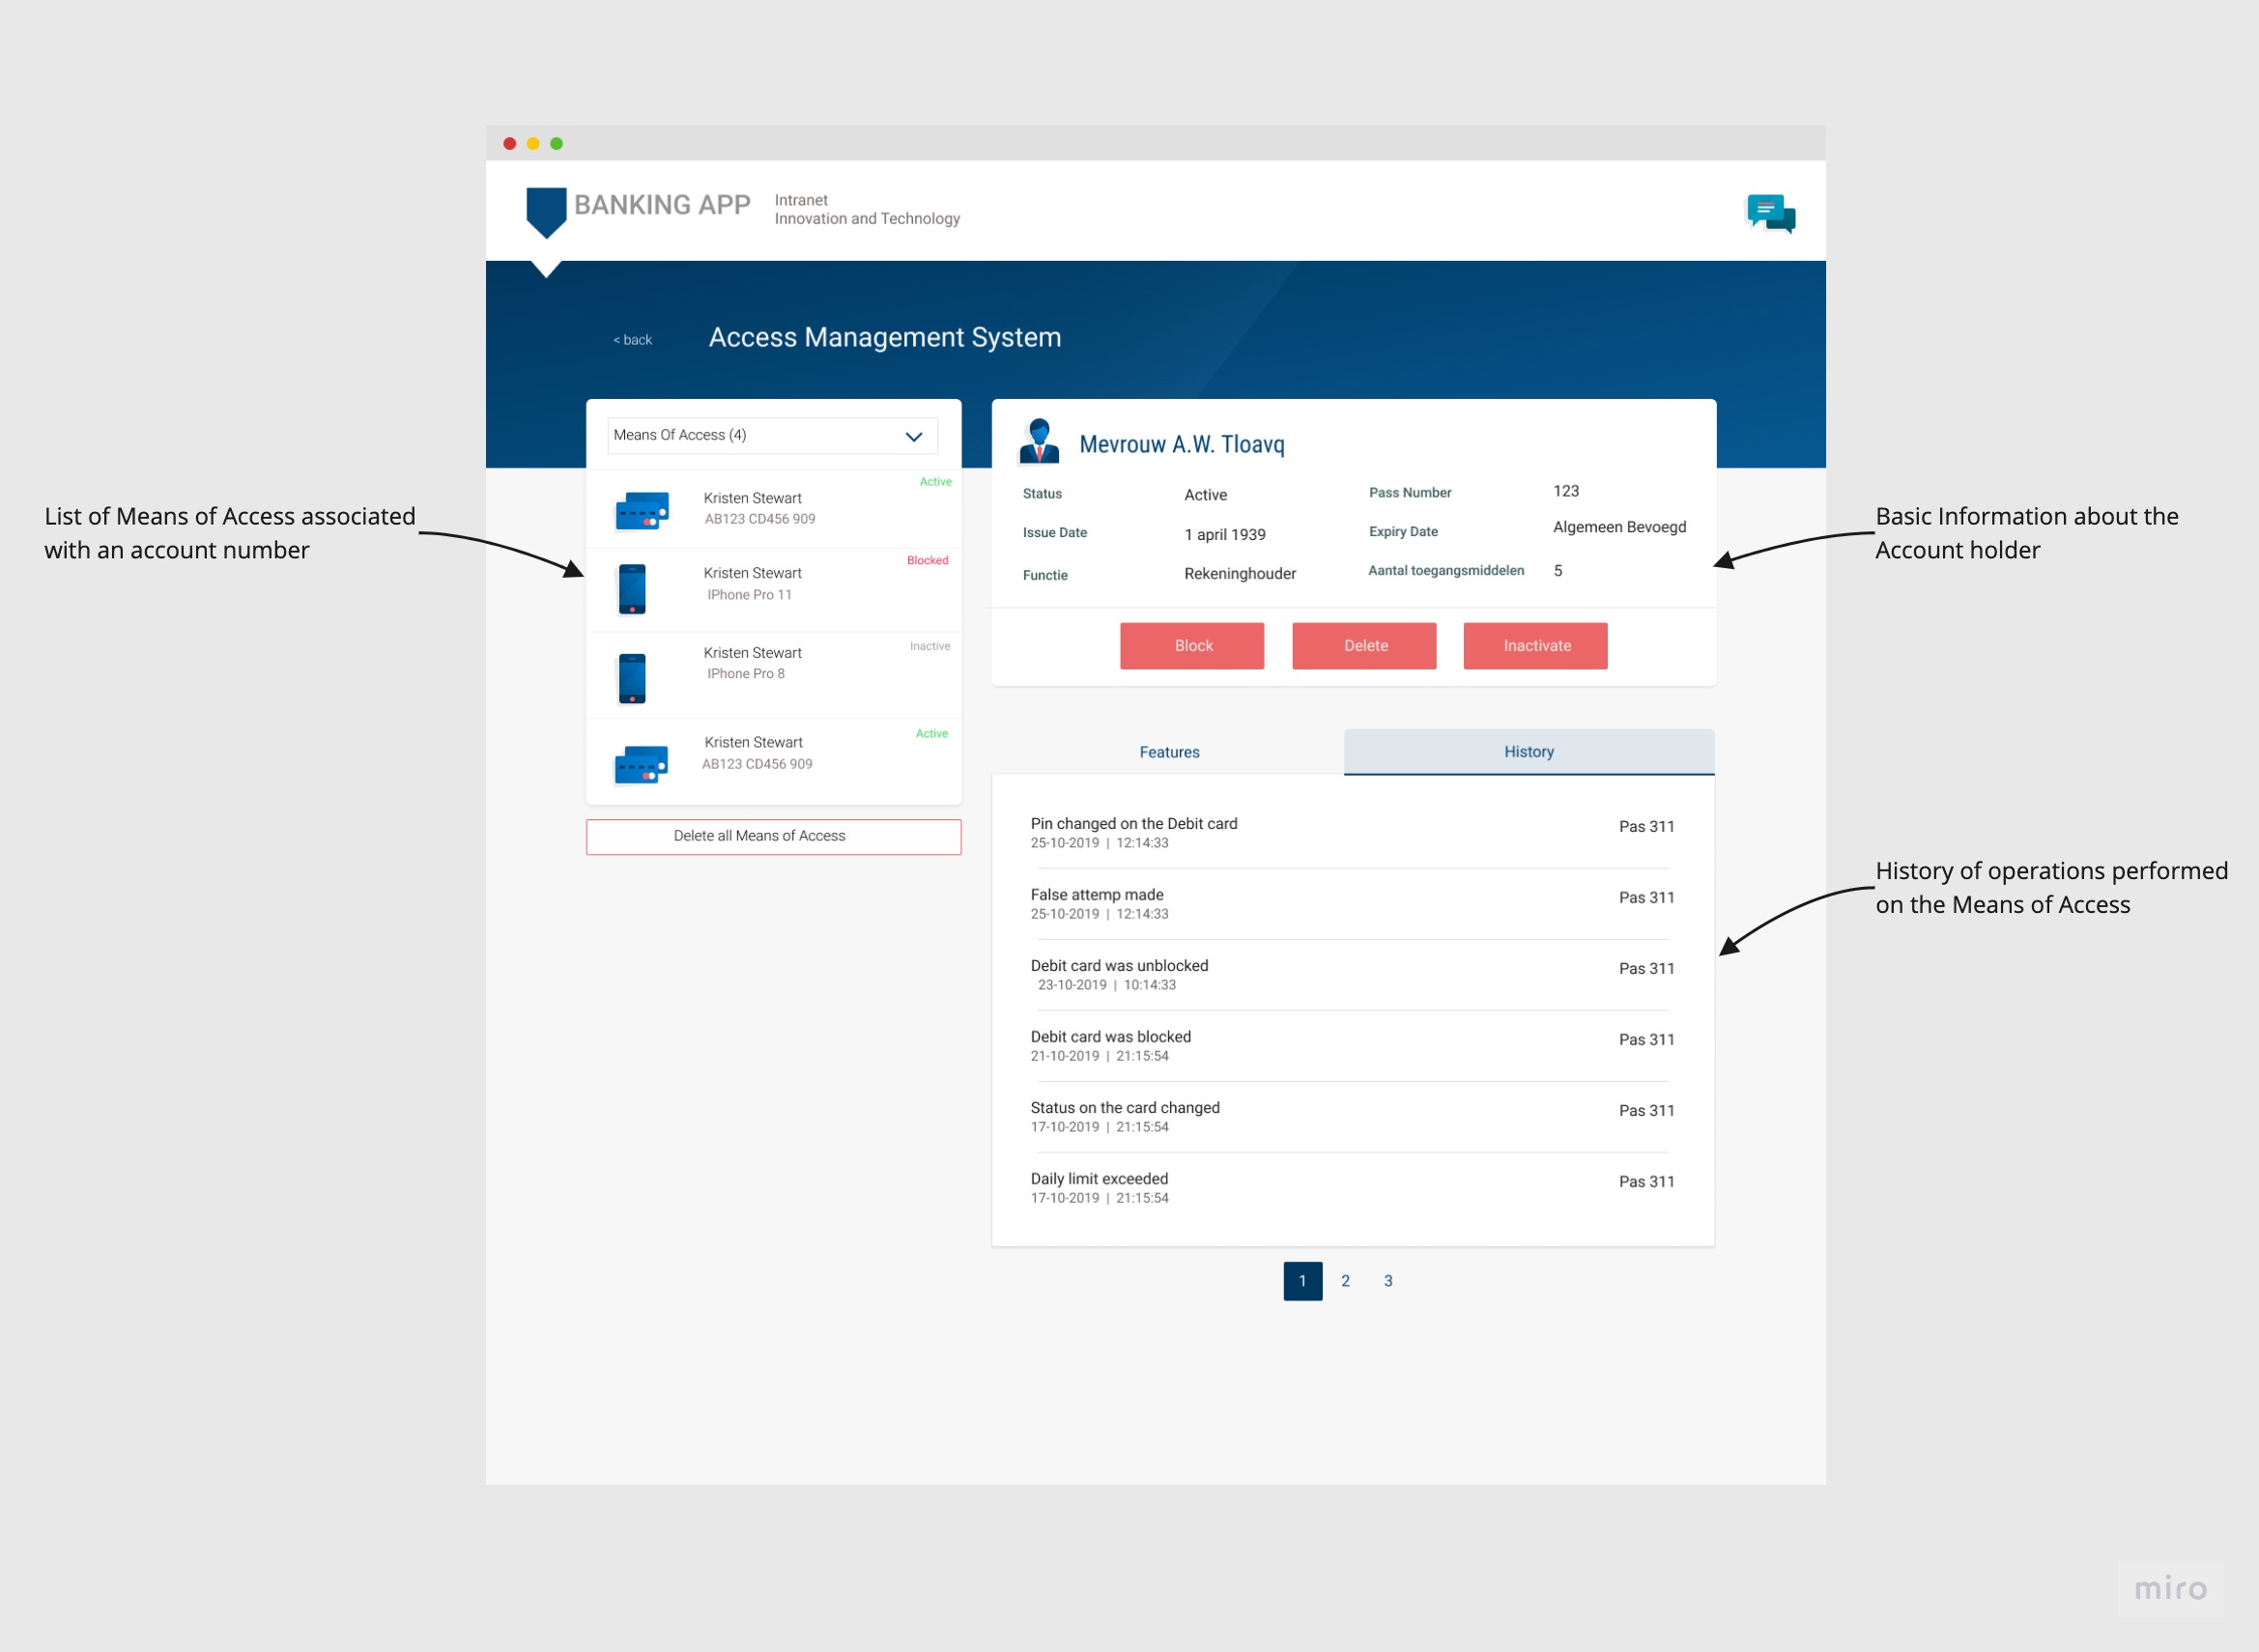 BANKING APP
Intranet
Innovation and Technology
< back
Access Management System
Means Of Access (4)
Active
Kristen Stewart
AB123 CD456 909
Blocked
Kristen Stewart
IPhone Pro 11
Inactive
Kristen Stewart
IPhone Pro 8
Active
Kristen Stewart
AB123 CD456 909
Delete all Means of Access
List of Means of Access associated
with an account number
Mevrouw A.W. Tloavq
Status Active Pass Number 123
Issue Date 1 april 1939 Expiry Date Algemeen Bevoegd
Functie Rekeninghouder Aantal toegangsmiddelen 5
Block Delete Inactivate
Basic Information about the
Account holder
Features History
Pin changed on the Debit card Pas 311
25-10-2019 | 12:14:33
False attemp made Pas 311
25-10-2019 | 12:14:33
Debit card was unblocked Pas 311
23-10-2019 | 10:14:33
Debit card was blocked Pas 311
21-10-2019 | 21:15:54
Status on the card changed Pas 311
17-10-2019 | 21:15:54
Daily limit exceeded Pas 311
17-10-2019 | 21:15:54
1 2 3
History of operations performed
on the Means of Access
miro